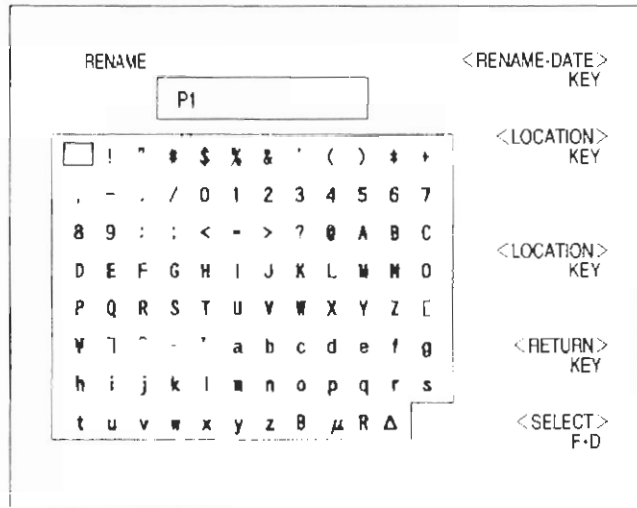 RENAME
P1
<RENAME·DATE>
KEY
<LOCATION>
KEY
<LOCATION>
KEY
<RETURN>
KEY
<SELECT>
F·D
! " # $ % & ' ( ) * +
, - . / 0 1 2 3 4 5 6 7
8 9 : ; < = > ? @ A B C
D E F G H I J K L M N O
P Q R S T U V W X Y Z [
¥ ] ^ - ' a b c d e f g
h i j k l m n o p q r s
t u v w x y z B μ R Δ